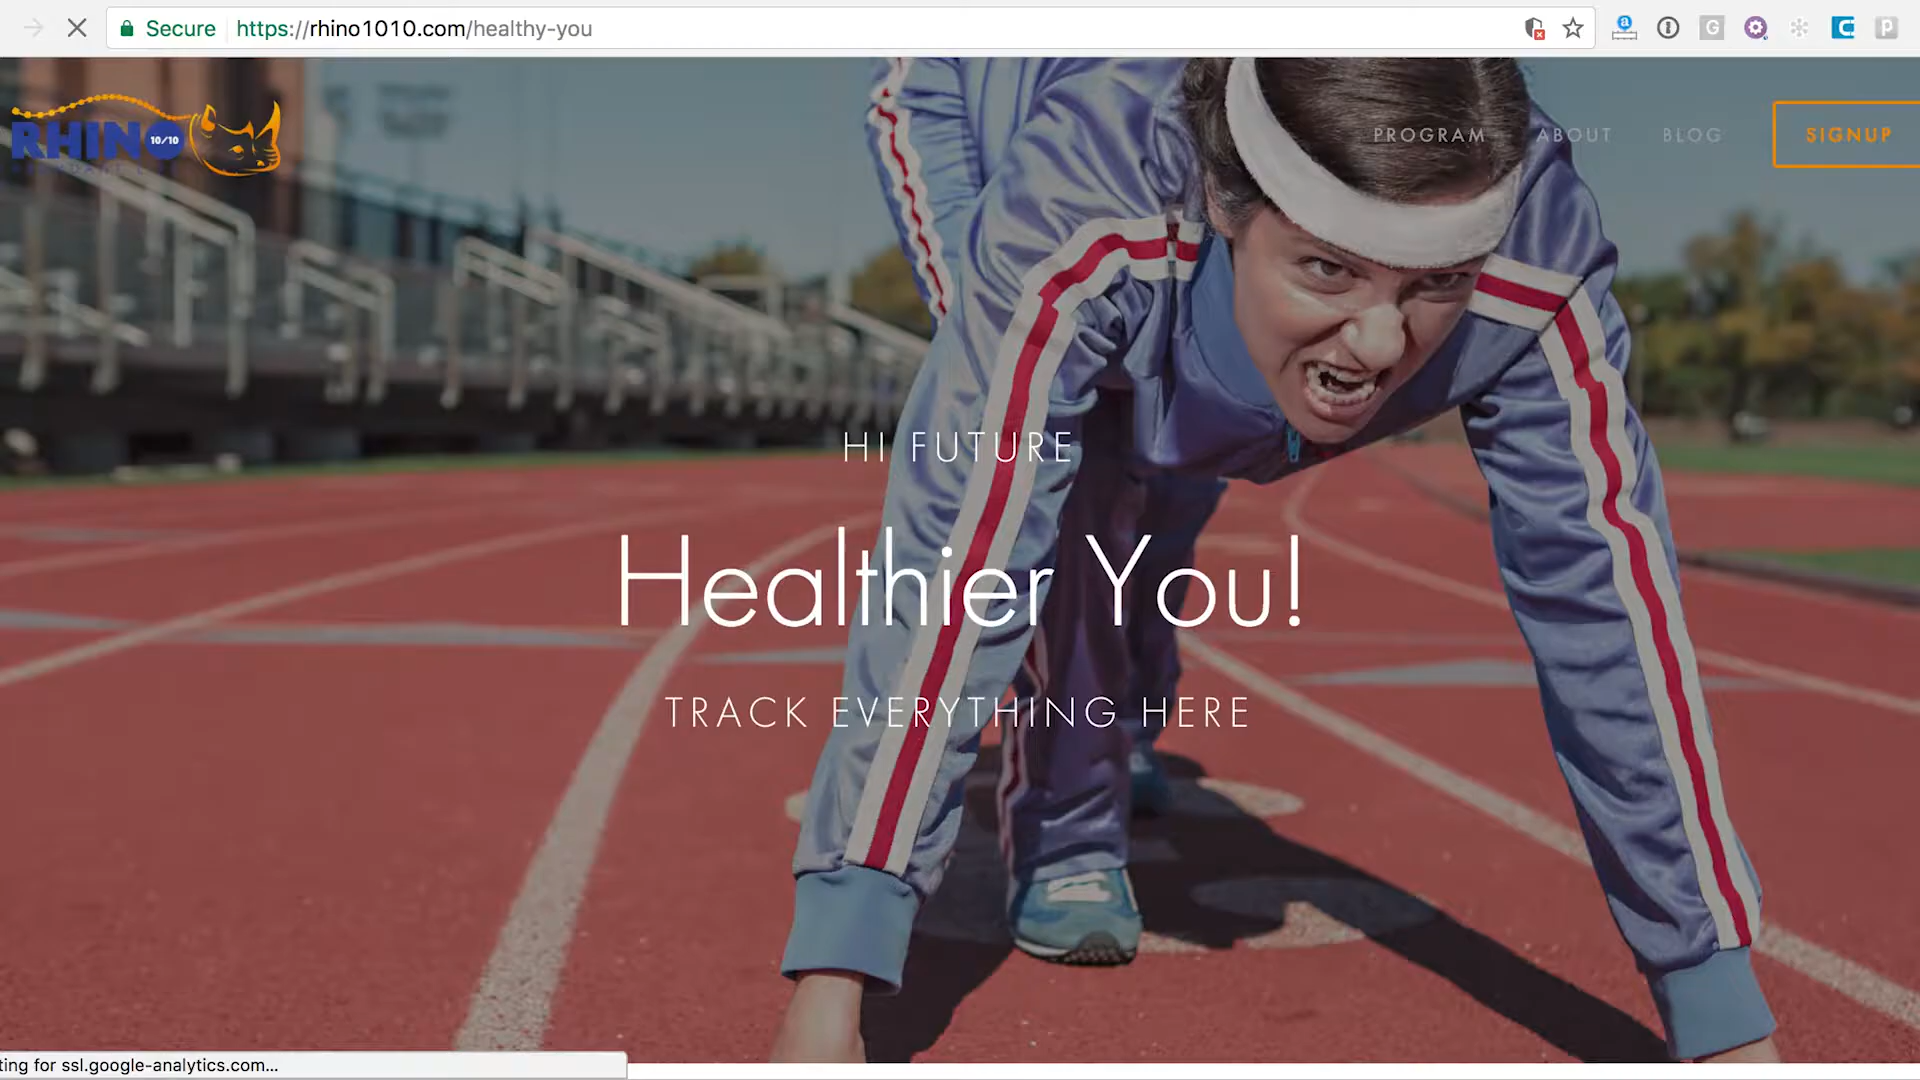 Secure https://rhino1010.com/healthy-you
RHINO 10/10
PROGRAM ABOUT BLOG SIGNUP
HI FUTURE
Healthier You!
TRACK EVERYTHING HERE
ting for ssl.google-analytics.com...